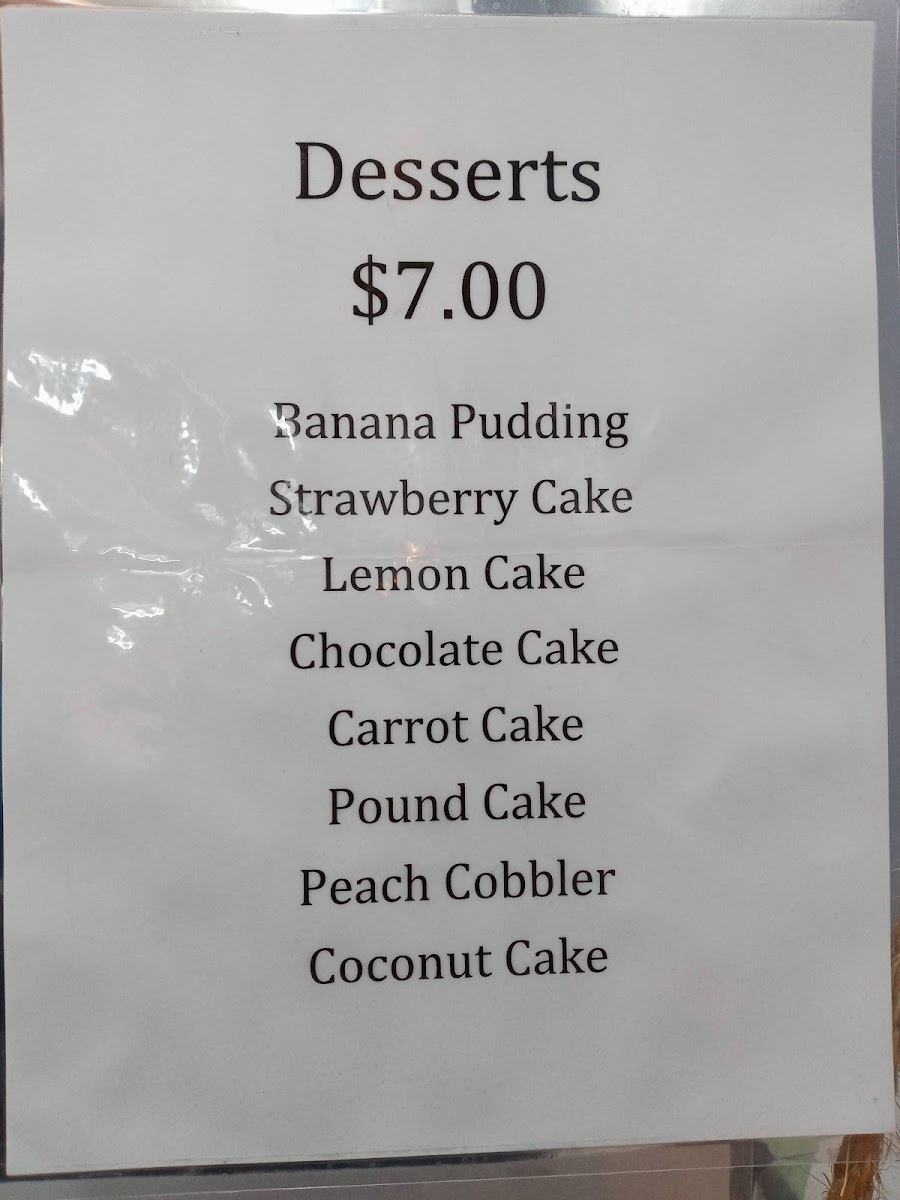 Desserts
$7.00
Banana Pudding
Strawberry Cake
Lemon Cake
Chocolate Cake
Carrot Cake
Pound Cake
Peach Cobbler
Coconut Cake